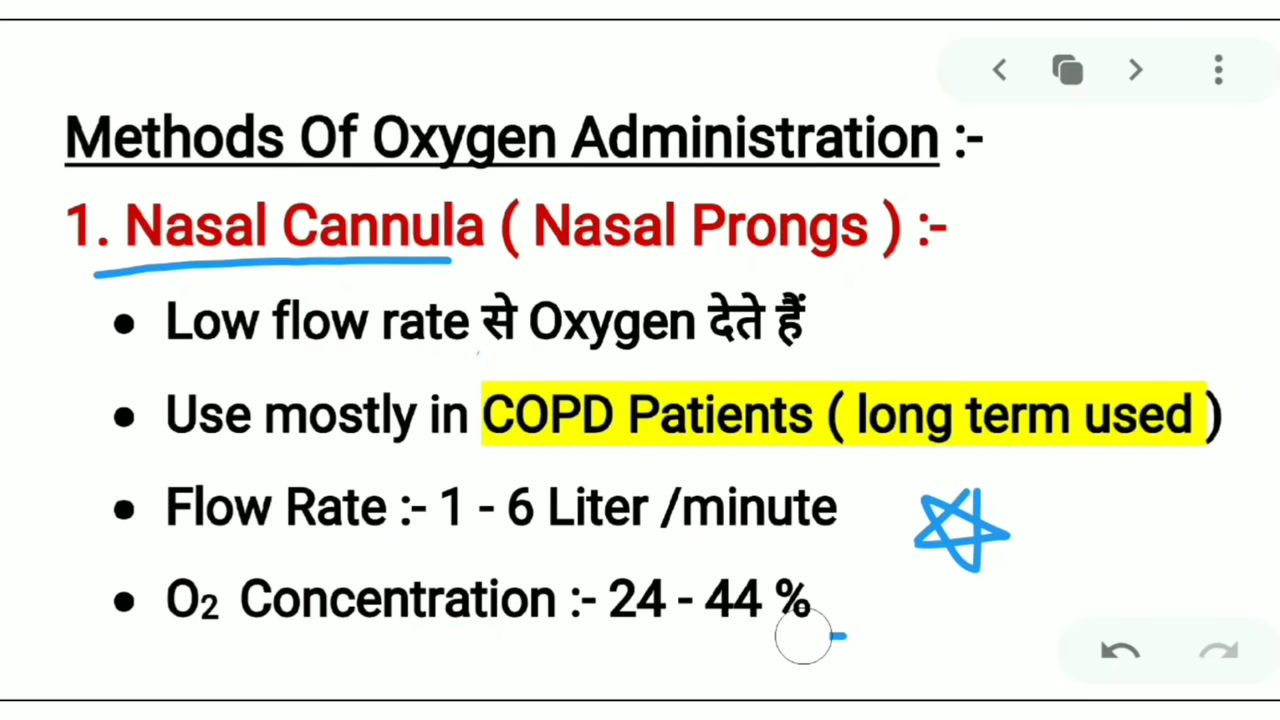 Methods Of Oxygen Administration :-
1. Nasal Cannula ( Nasal Prongs ) :-
• Low flow rate से Oxygen देते हैं
• Use mostly in COPD Patients ( long term used )
• Flow Rate :- 1 - 6 Liter /minute
• O₂ Concentration :- 24 - 44 %